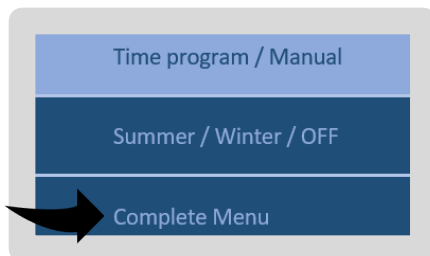 Time program / Manual
Summer / Winter / OFF
Complete Menu